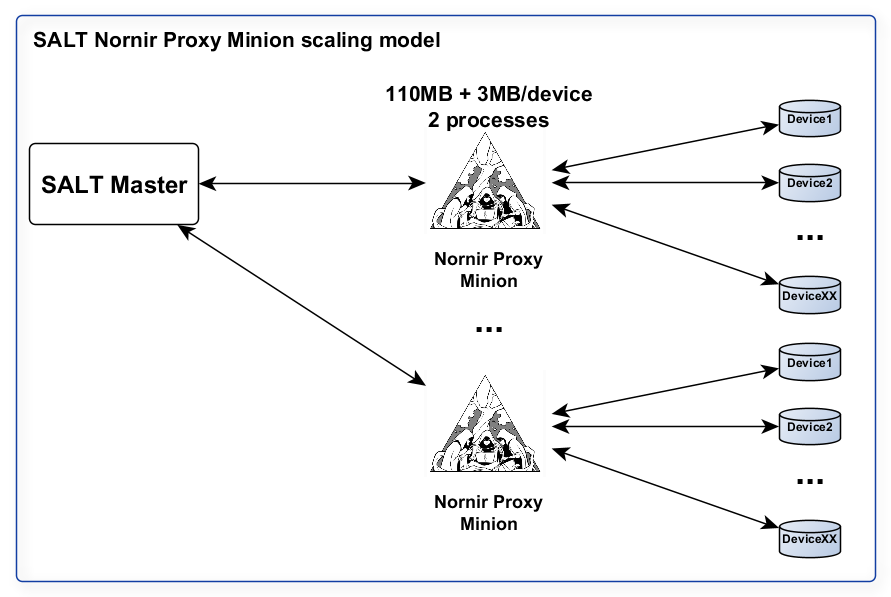 SALT Nornir Proxy Minion scaling model
110MB + 3MB/device
2 processes
SALT Master
Device1
Device2
...
DeviceXX
Nornir Proxy
Minion
...
Device1
Device2
...
DeviceXX
Nornir Proxy
Minion